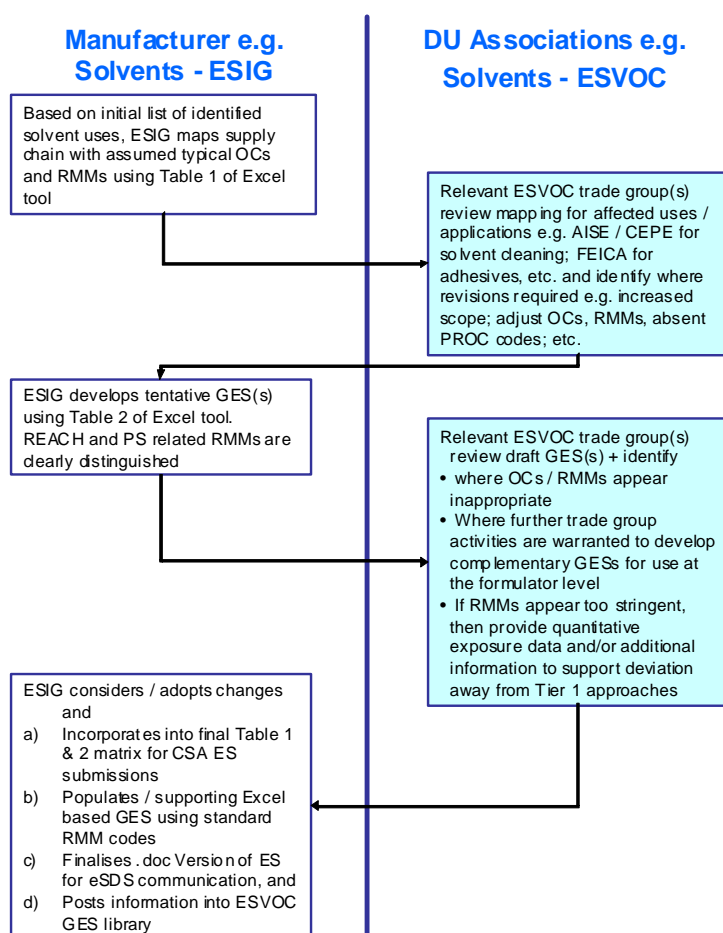 Manufacturer e.g.
Solvents - ESIG
DU Associations e.g.
Solvents - ESVOC
Based on initial list of identified
solvent uses, ESIG maps supply
chain with assumed typical OCs
and RMMs using Table 1 of Excel
tool
Relevant ESVOC trade group(s)
review mapping for affected uses /
applications e.g. AISE / CEPE for
solvent cleaning; FEICA for
adhesives, etc. and identify where
revisions required e.g. increased
scope; adjust OCs, RMMs, absent
PROC codes; etc.
ESIG develops tentative GES(s)
using Table 2 of Excel tool.
REACH and PS related RMMs are
clearly distinguished
Relevant ESVOC trade group(s)
review draft GES(s) + identify
• where OCs / RMMs appear
inappropriate
• Where further trade group
activities are warranted to develop
complementary GESs for use at
the formulator level
• If RMMs appear too stringent,
then provide quantitative
exposure data and/or additional
information to support deviation
away from Tier 1 approaches
ESIG considers / adopts changes
and
a) Incorporates into final Table 1
& 2 matrix for CSA ES
submissions
b) Populates / supporting Excel
based GES using standard
RMM codes
c) Finalises .doc Version of ES
for eSDS communication, and
d) Posts information into ESVOC
GES library